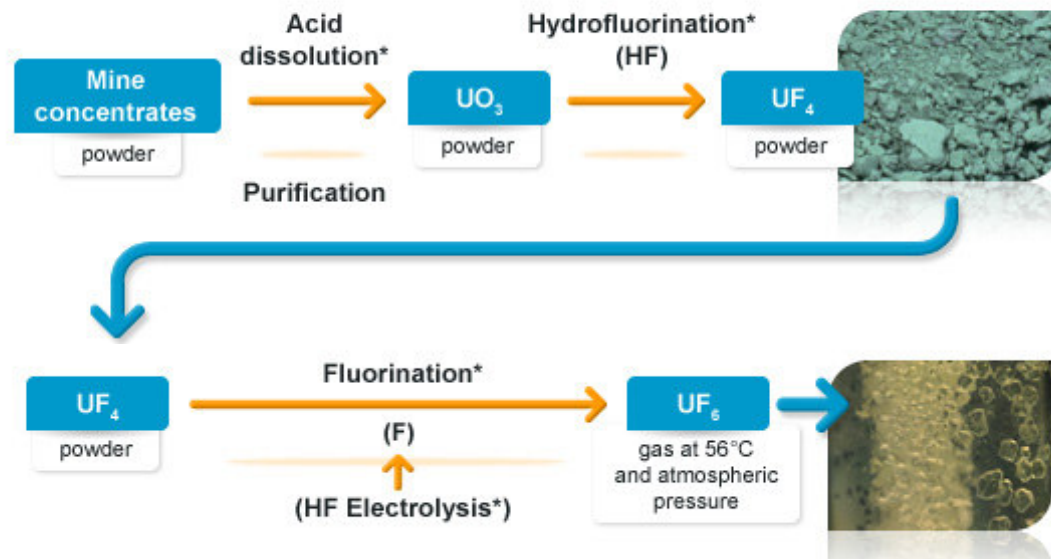 Acid
dissolution*
Hydrofluorination*
(HF)
Mine
concentrates
UO₃
UF₄
powder
powder
powder
Purification
Fluorination*
UF₄
UF₆
powder
(F)
gas at 56°C
and atmospheric
pressure
(HF Electrolysis*)